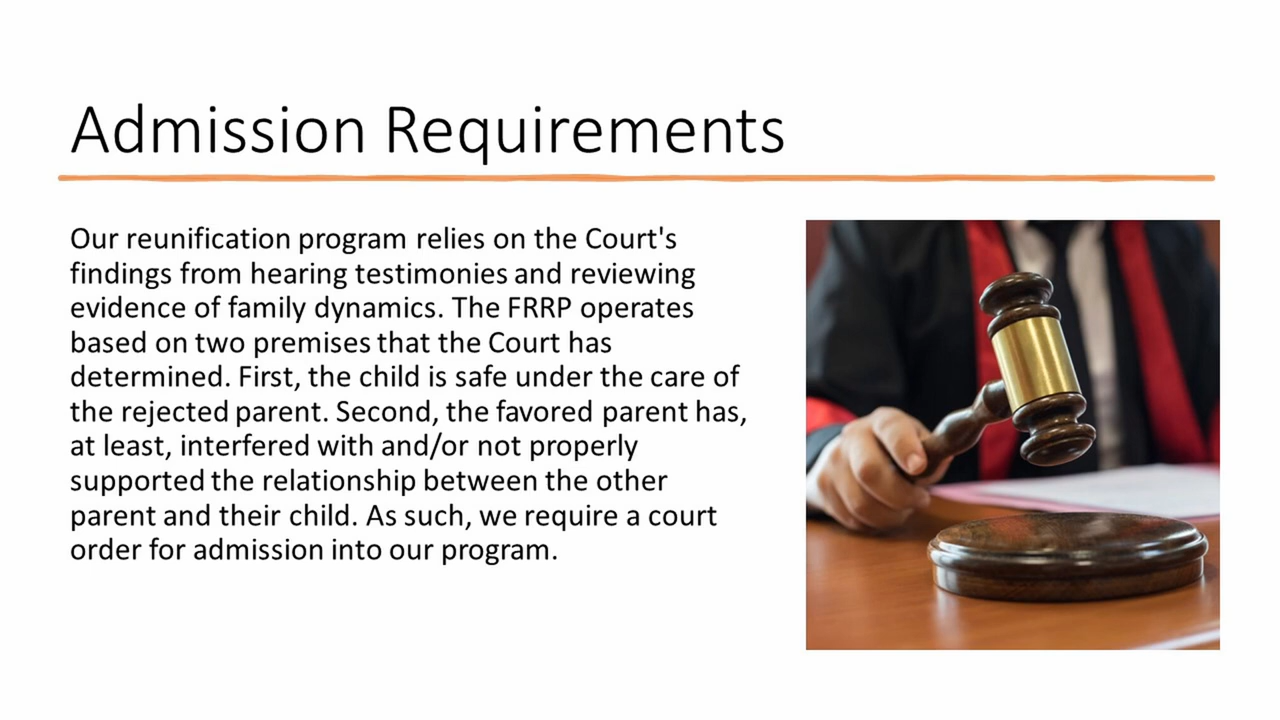 Admission Requirements
Our reunification program relies on the Court's
findings from hearing testimonies and reviewing
evidence of family dynamics. The FRRP operates
based on two premises that the Court has
determined. First, the child is safe under the care of
the rejected parent. Second, the favored parent has,
at least, interfered with and/or not properly
supported the relationship between the other
parent and their child. As such, we require a court
order for admission into our program.